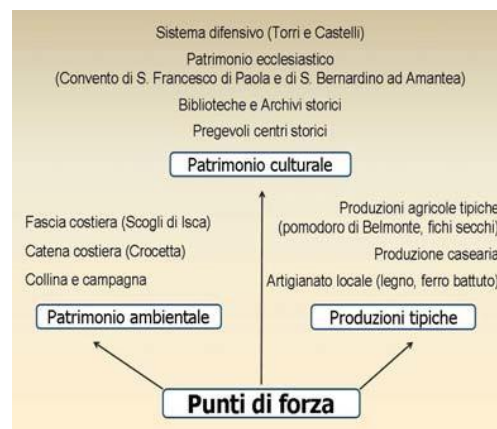 Sistema difensivo (Torri e Castelli)
Patrimonio ecclesiastico
(Convento di S. Francesco di Paola e di S. Bernardino ad Amantea)
Biblioteche e Archivi storici
Pregevoli centri storici
Patrimonio culturale
Fascia costiera (Scogli di Isca)
Catena costiera (Crocetta)
Collina e campagna
Patrimonio ambientale
Produzioni agricole tipiche
(pomodoro di Belmonte, fichi secchi)
Produzione casearia
Artigianato locale (legno, ferro battuto)
Produzioni tipiche
Punti di forza